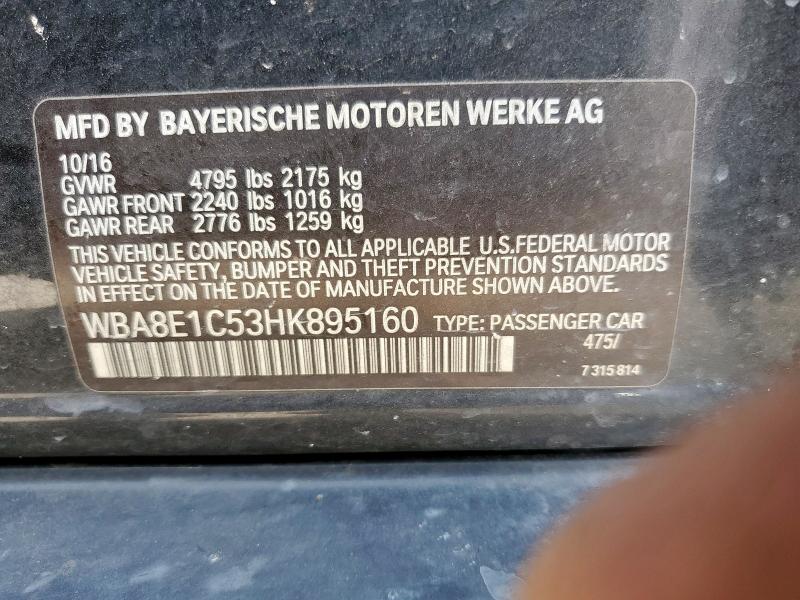 MFD BY BAYERISCHE MOTOREN WERKE AG
10/16
GVWR 4795 lbs 2175 kg
GAWR FRONT 2240 lbs 1016 kg
GAWR REAR 2776 lbs 1259 kg
THIS VEHICLE CONFORMS TO ALL APPLICABLE U.S.FEDERAL MOTOR
VEHICLE SAFETY, BUMPER AND THEFT PREVENTION STANDARDS
IN EFFECT ON THE DATE OF MANUFACTURE SHOWN ABOVE.
WBA8E1C53HK895160 TYPE: PASSENGER CAR
475/
7 315 814